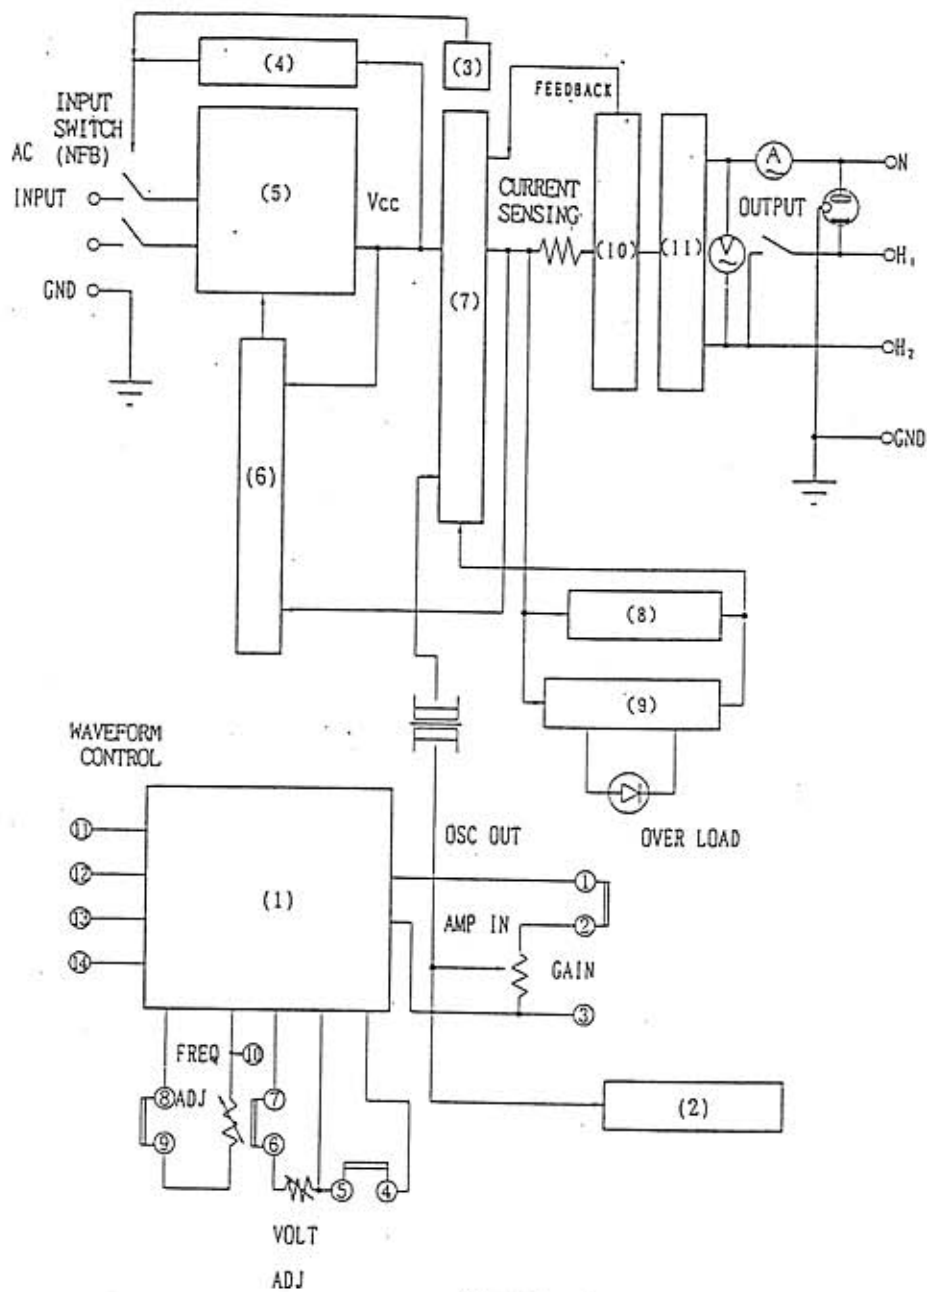 (3)
(4)
FEEDBACK
INPUT
SWITCH
(NFB)
AC
INPUT
(5)
Vcc
CURRENT
SENSING
A
N
OUTPUT
V
(10)
(11)
H₁
GND
(7)
H₂
GND
(6)
(8)
(9)
WAVEFORM
CONTROL
OSC OUT
OVER LOAD
⑪
⑫
⑬
⑭
(1)
①
AMP IN
②
GAIN
③
FREQ
⑩
⑧
ADJ
⑦
(2)
⑨
⑥
⑤
④
VOLT
ADJ